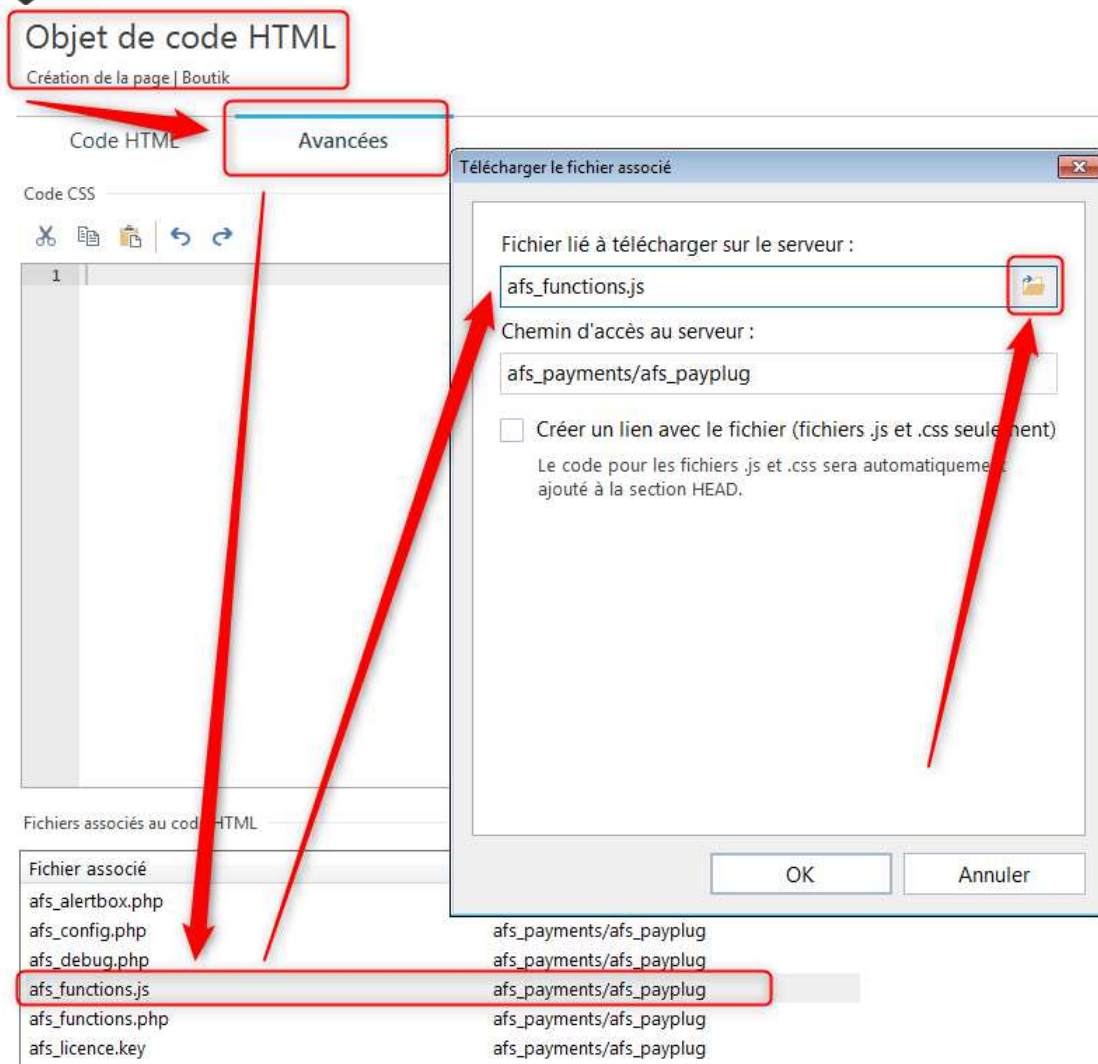 Objet de code HTML
Création de la page | Boutik
Code HTML
Avancées
Code CSS
1
Télécharger le fichier associé
Fichier lié à télécharger sur le serveur :
afs_functions.js
Chemin d'accès au serveur :
afs_payments/afs_payplug
Créer un lien avec le fichier (fichiers .js et .css seulement)
Le code pour les fichiers .js et .css sera automatiquement
ajouté à la section HEAD.
OK
Annuler
Fichiers associés au code HTML
Fichier associé
afs_alertbox.php
afs_config.php afs_payments/afs_payplug
afs_debug.php afs_payments/afs_payplug
afs_functions.js afs_payments/afs_payplug
afs_functions.php afs_payments/afs_payplug
afs_licence.key afs_payments/afs_payplug